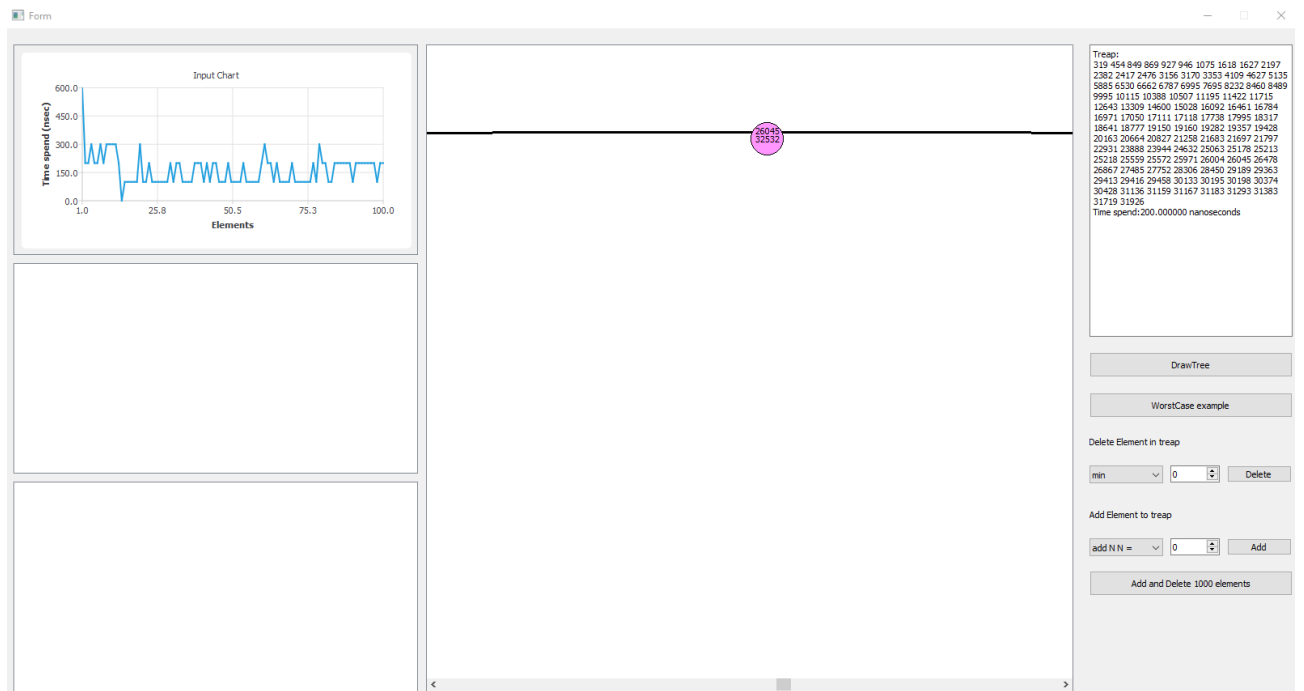 Form
Input Chart
Time spend (nsec)
600.0
450.0
300.0
150.0
0.0
1.0 25.8 50.5 75.3 100.0
Elements
26045
32532
Treap:
319 454 849 869 927 946 1075 1618 1627 2197
2382 2417 2476 3156 3170 3353 4109 4627 5135
5885 6530 6662 6787 6995 7695 8232 8460 8489
9995 10115 10388 10507 11195 11422 11715
12643 13309 14600 15028 16092 16461 16784
16971 17050 17111 17118 17738 17995 18317
18641 18777 19150 19160 19282 19357 19428
20163 20664 20827 21258 21683 21697 21797
22931 23888 23944 24632 25063 25178 25213
25218 25559 25572 25971 26004 26045 26478
26867 27485 27752 28306 28450 29189 29363
29413 29416 29458 30133 30195 30198 30374
30428 31136 31159 31167 31183 31293 31383
31719 31926
Time spend:200.000000 nanoseconds
DrawTree
WorstCase example
Delete Element in treap
min 0 Delete
Add Element to treap
add N N = 0 Add
Add and Delete 1000 elements